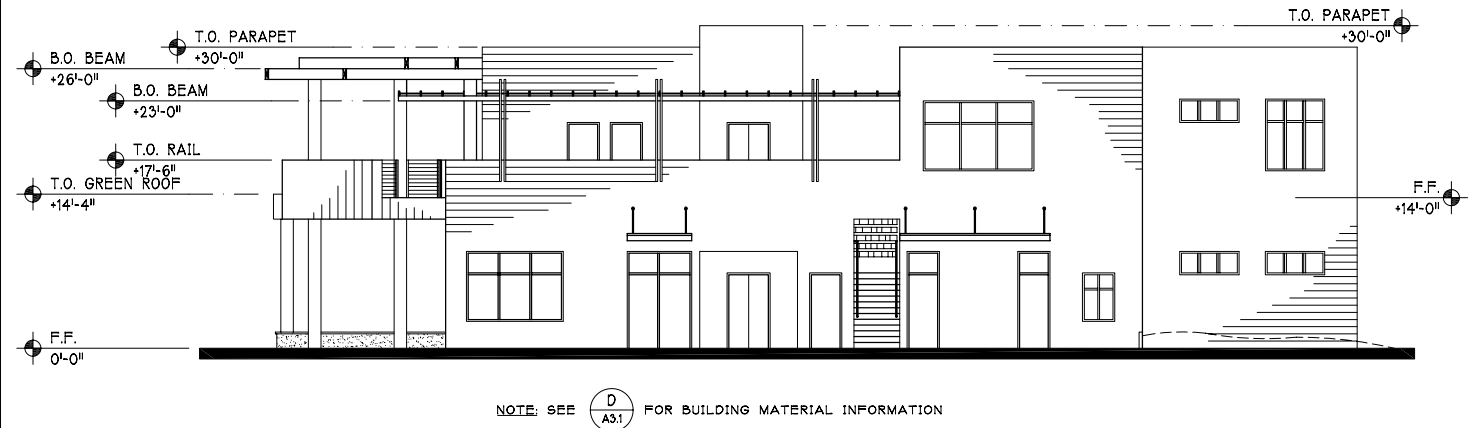 T.O. PARAPET
+30'-0"
T.O. PARAPET
+30'-0"
B.O. BEAM
+26'-0"
B.O. BEAM
+23'-0"
T.O. RAIL
+17'-6"
T.O. GREEN ROOF
+14'-4"
F.F.
+14'-0"
F.F.
0'-0"
NOTE: SEE D A3.1 FOR BUILDING MATERIAL INFORMATION